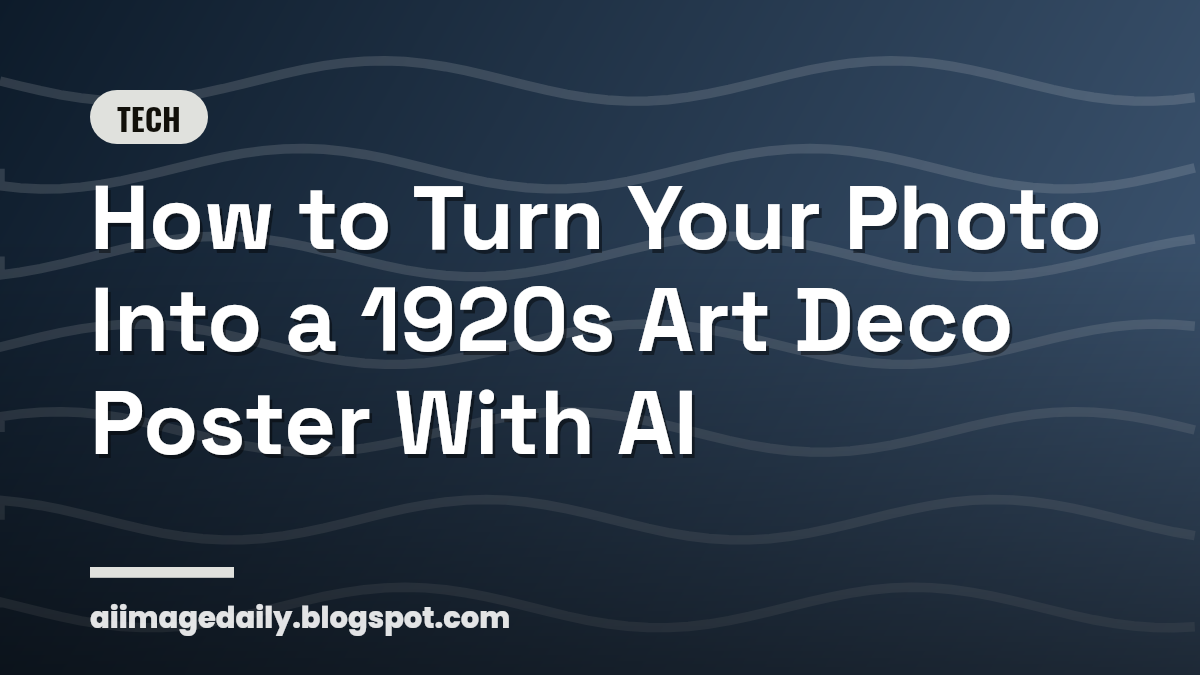 TECH
How to Turn Your Photo
Into a 1920s Art Deco
Poster With AI
aiimagedaily.blogspot.com